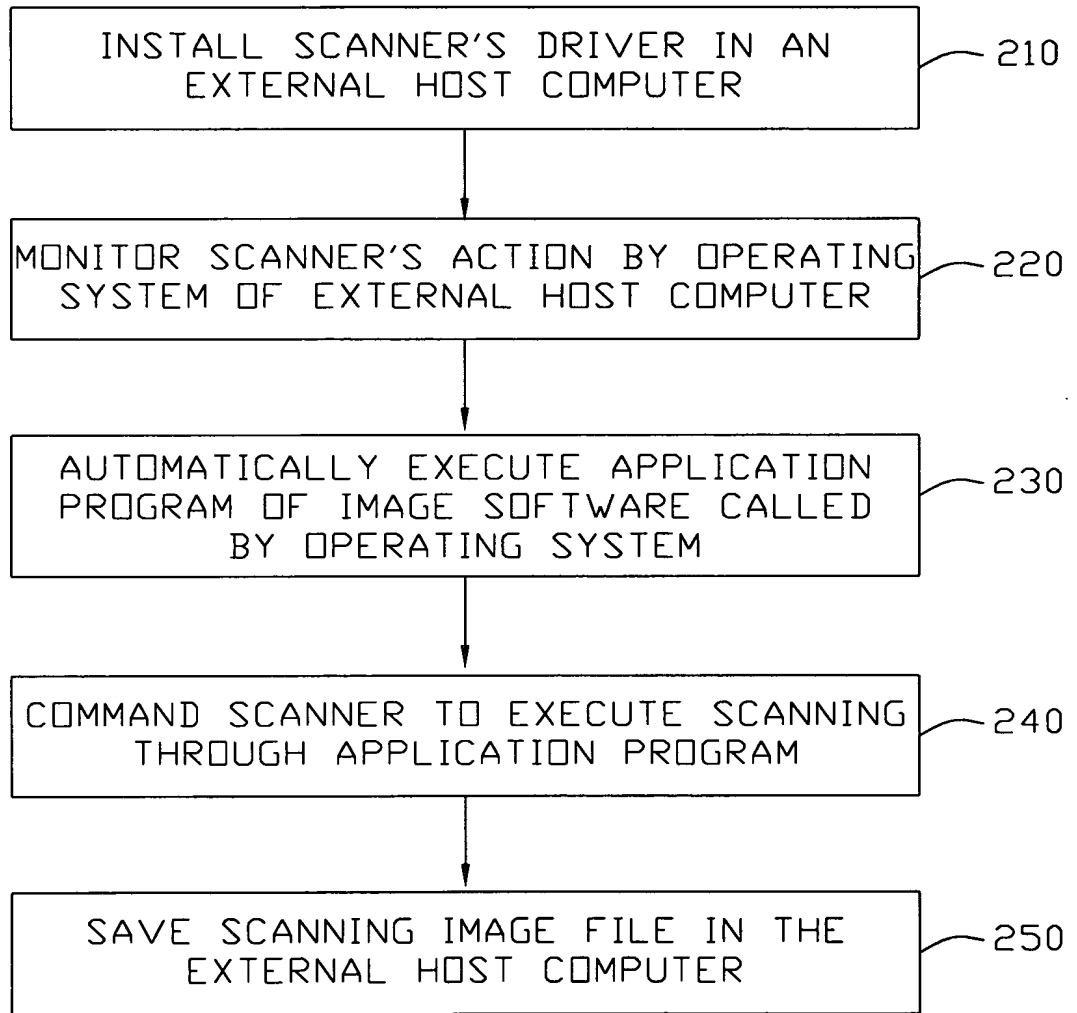 INSTALL SCANNER'S DRIVER IN AN
EXTERNAL HOST COMPUTER
210
MONITOR SCANNER'S ACTION BY OPERATING
SYSTEM OF EXTERNAL HOST COMPUTER
220
AUTOMATICALLY EXECUTE APPLICATION
PROGRAM OF IMAGE SOFTWARE CALLED
BY OPERATING SYSTEM
230
COMMAND SCANNER TO EXECUTE SCANNING
THROUGH APPLICATION PROGRAM
240
SAVE SCANNING IMAGE FILE IN THE
EXTERNAL HOST COMPUTER
250